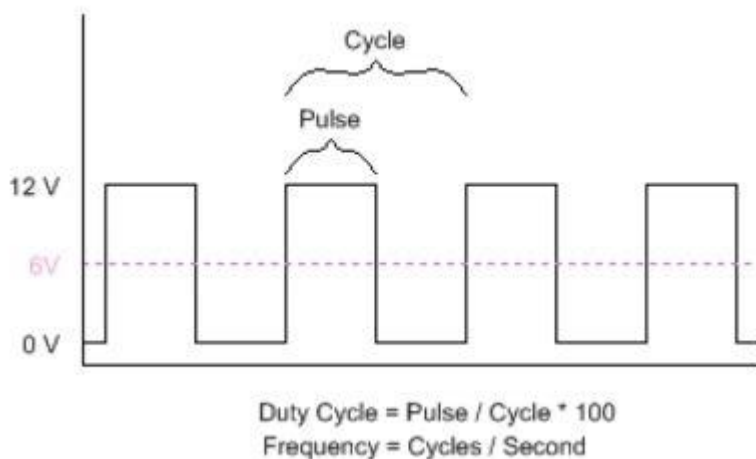 Cycle
Pulse
12 V
6V
0 V
Duty Cycle = Pulse / Cycle * 100
Frequency = Cycles / Second